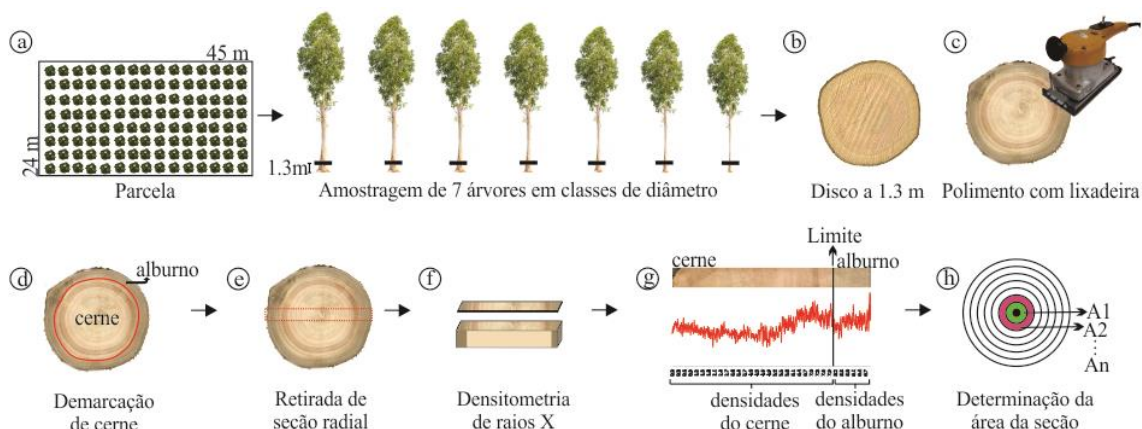 a
45 m
24 m
Parcela
1.3m
Amostragem de 7 árvores em classes de diâmetro
b
Disco a 1.3 m
c
Polimento com lixadeira
d
alburno
cerne
Demarcação
de cerne
e
Retirada de
seção radial
f
Densitometria
de raios X
g
Limite
cerne
alburno
densidades
do cerne
densidades
do alburno
h
A1
A2
An
Determinação da
área da seção